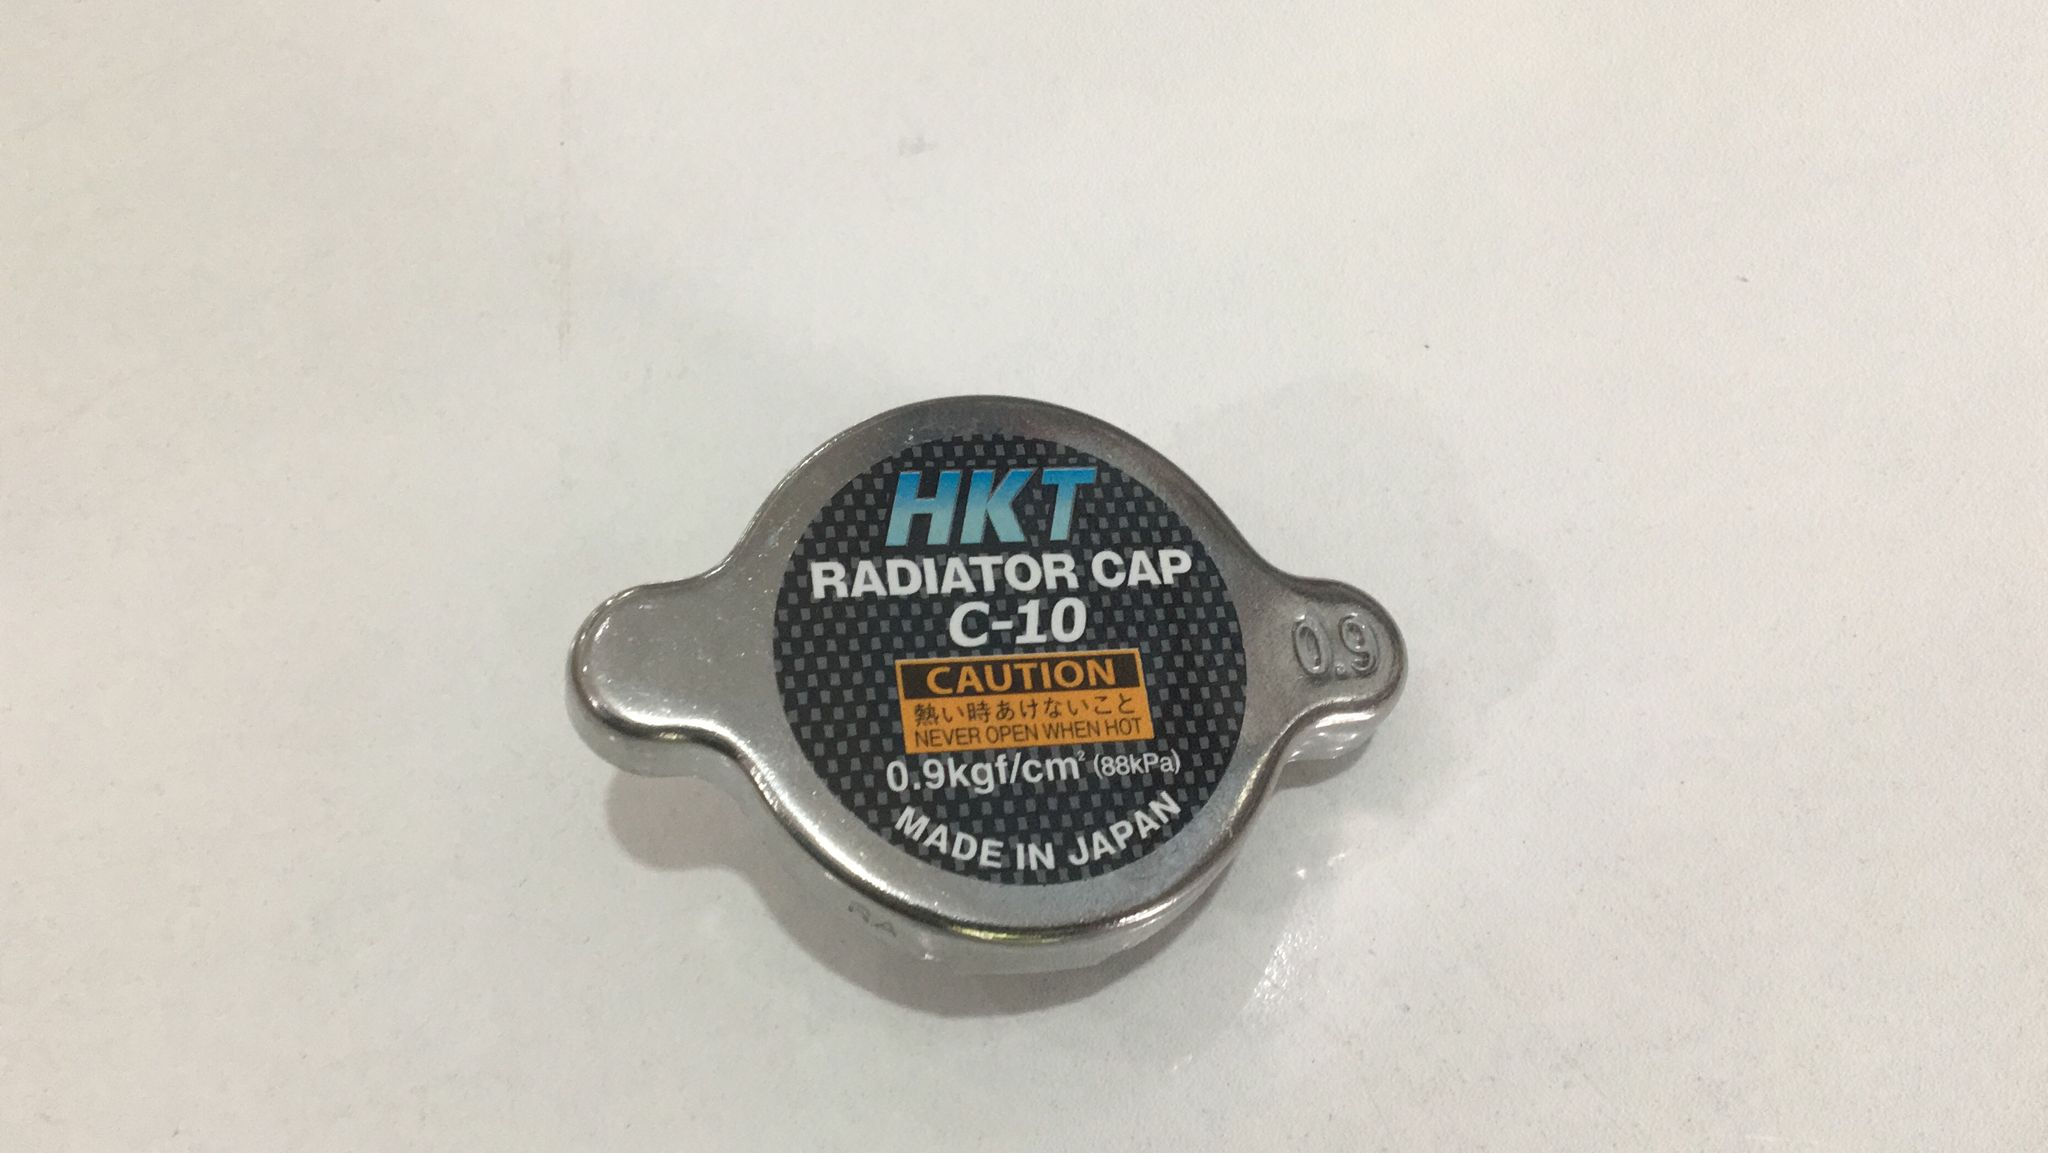 HKT
RADIATOR CAP
C-10
0.9
CAUTION
熱い時あけないこと
NEVER OPEN WHEN HOT
0.9kgf/cm² (88kPa)
MADE IN JAPAN